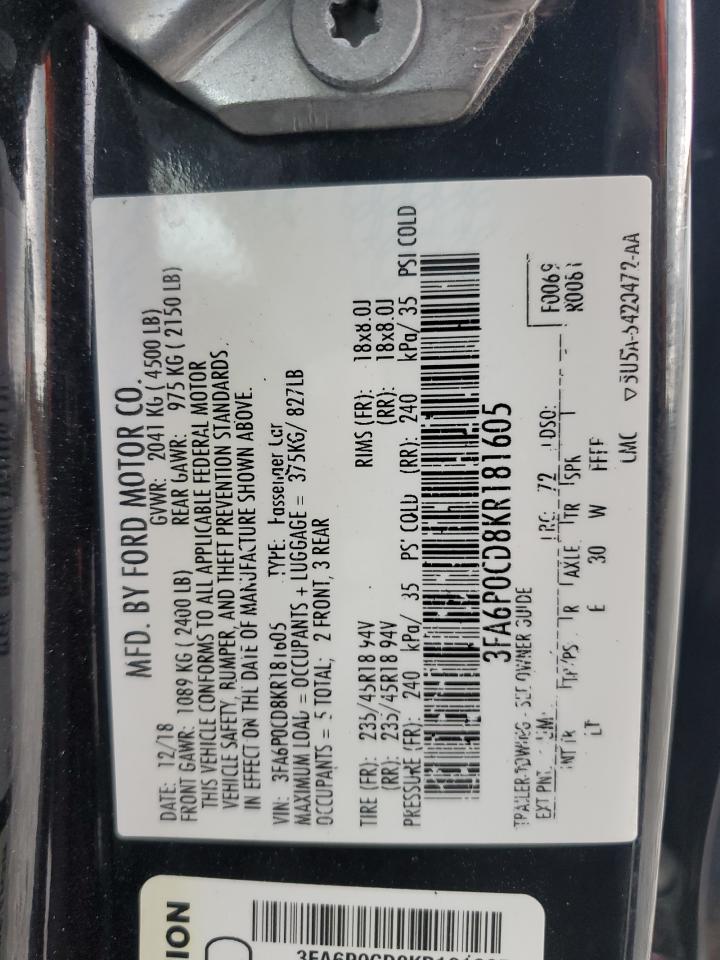 MFD. BY FORD MOTOR CO.
DATE: 12/18 GVWR: 2041 KG ( 4500 LB)
FRONT GAWR: 1089 KG ( 2400 LB) REAR GAWR: 975 KG ( 2150 LB)
THIS VEHICLE CONFORMS TO ALL APPLICABLE FEDERAL MOTOR
VEHICLE SAFETY, BUMPER, AND THEFT PREVENTION STANDARDS
IN EFFECT ON THE DATE OF MANUFACTURE SHOWN ABOVE.
VIN: 3FA6P0CD8KR181605 TYPE: Passenger Car
MAXIMUM LOAD = OCCUPANTS + LUGGAGE = 375KG/ 827LB
OCCUPANTS = 5 TOTAL; 2 FRONT, 3 REAR
TIRE (FR): 235/45R18 94V RIMS (FR): 18x8.0J
(RR): 235/45R18 94V (RR): 18x8.0J
PRESSURE (FR): 240 kPa/ 35 PSI COLD (RR): 240 kPa/ 35 PSI COLD
3FA6P0CD8KR181605
TRAILER TOWING - SEE OWNER GUIDE
F0069
EXT PNT: RC: 72 DSO:
R0061
INT TR TP/PS R AXLE TR SPR
E 30 W FFFF
▽5U5A-5420472-AA